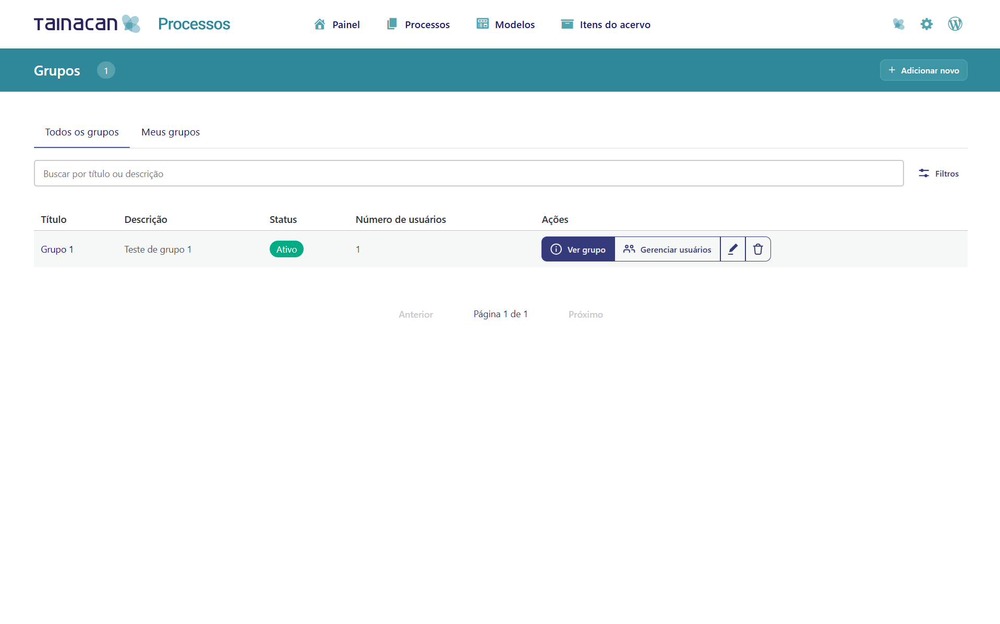 TAINACAN Processos Painel Processos Modelos Itens do acervo
Grupos 1 + Adicionar novo
Todos os grupos Meus grupos
Buscar por título ou descrição Filtros
Título Descrição Status Número de usuários Ações
Grupo 1 Teste de grupo 1 Ativo 1 Ver grupo Gerenciar usuários
Anterior Página 1 de 1 Próximo